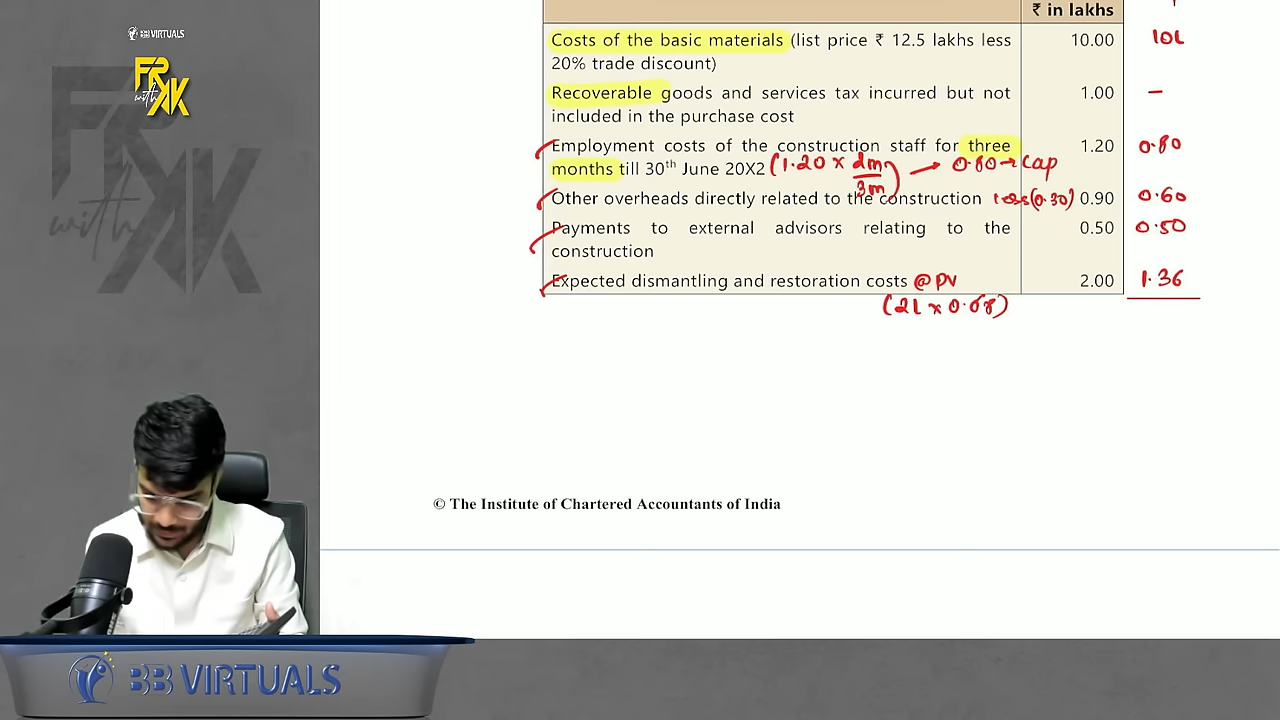 BB VIRTUALS
FR
with AK
FR
with AK
₹ in lakhs
Costs of the basic materials (list price ₹ 12.5 lakhs less 10.00 10L
20% trade discount)
Recoverable goods and services tax incurred but not 1.00 –
included in the purchase cost
Employment costs of the construction staff for three 1.20 0.80
months till 30th June 20X2 (1.20 x 2m/3m) → 0.80 → Cap
Other overheads directly related to the construction Loss(0.30) 0.90 0.60
Payments to external advisors relating to the 0.50 0.50
construction
Expected dismantling and restoration costs @PV 2.00 1.36
(2L x 0.68)
© The Institute of Chartered Accountants of India
BB VIRTUALS